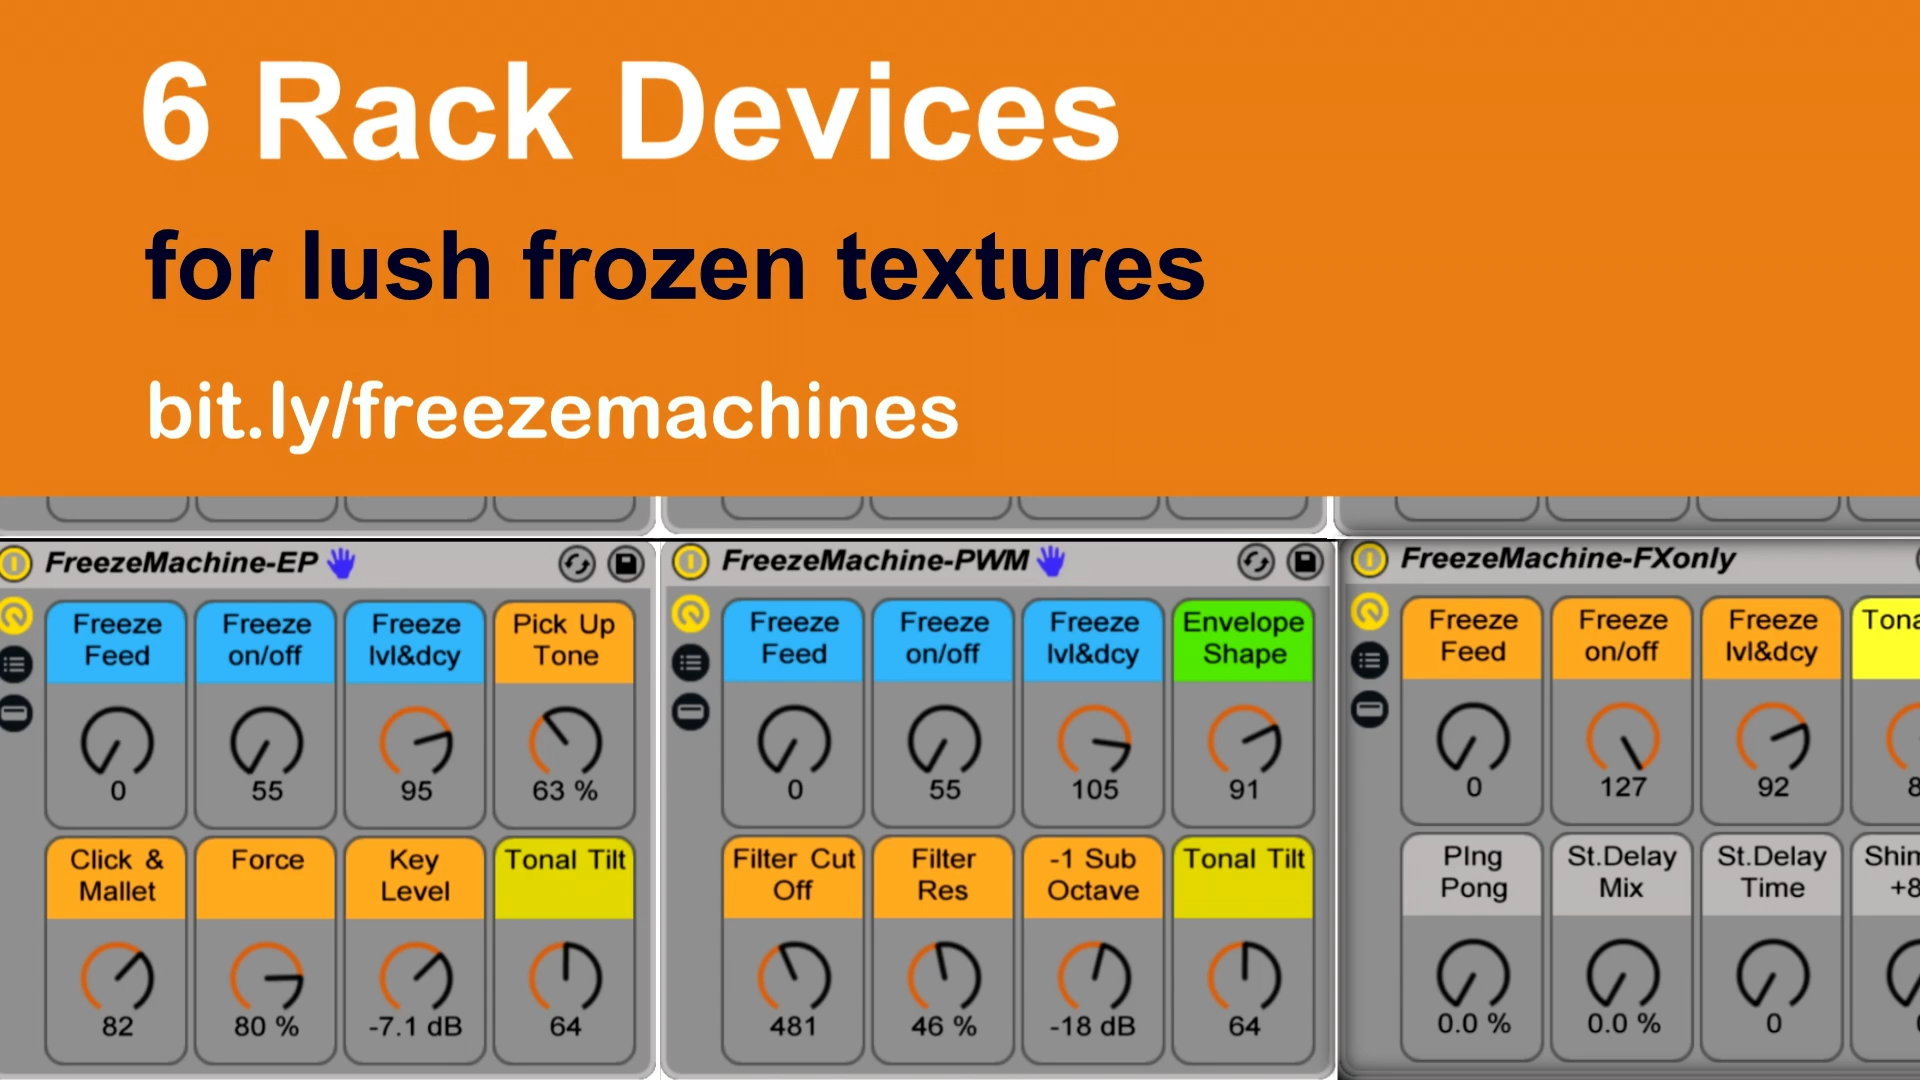 6 Rack Devices
for lush frozen textures
bit.ly/freezemachines
FreezeMachine-EP
Freeze Feed
Freeze on/off
Freeze lvl&dcy
Pick Up Tone
0
55
95
63 %
Click & Mallet
Force
Key Level
Tonal Tilt
82
80 %
-7.1 dB
64
FreezeMachine-PWM
Freeze Feed
Freeze on/off
Freeze lvl&dcy
Envelope Shape
0
55
105
91
Filter Cut Off
Filter Res
-1 Sub Octave
Tonal Tilt
481
46 %
-18 dB
64
FreezeMachine-FXonly
Freeze Feed
Freeze on/off
Freeze lvl&dcy
Tona
0
127
92
8
PIng Pong
St.Delay Mix
St.Delay Time
Shim +8
0.0 %
0.0 %
0